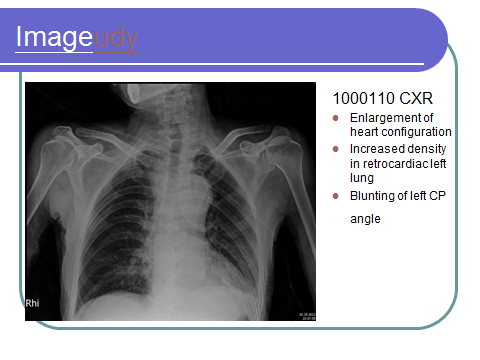 Imageudy
1000110 CXR
Enlargement of
heart configuration
Increased density
in retrocardiac left
lung
Blunting of left CP
angle
Rhi